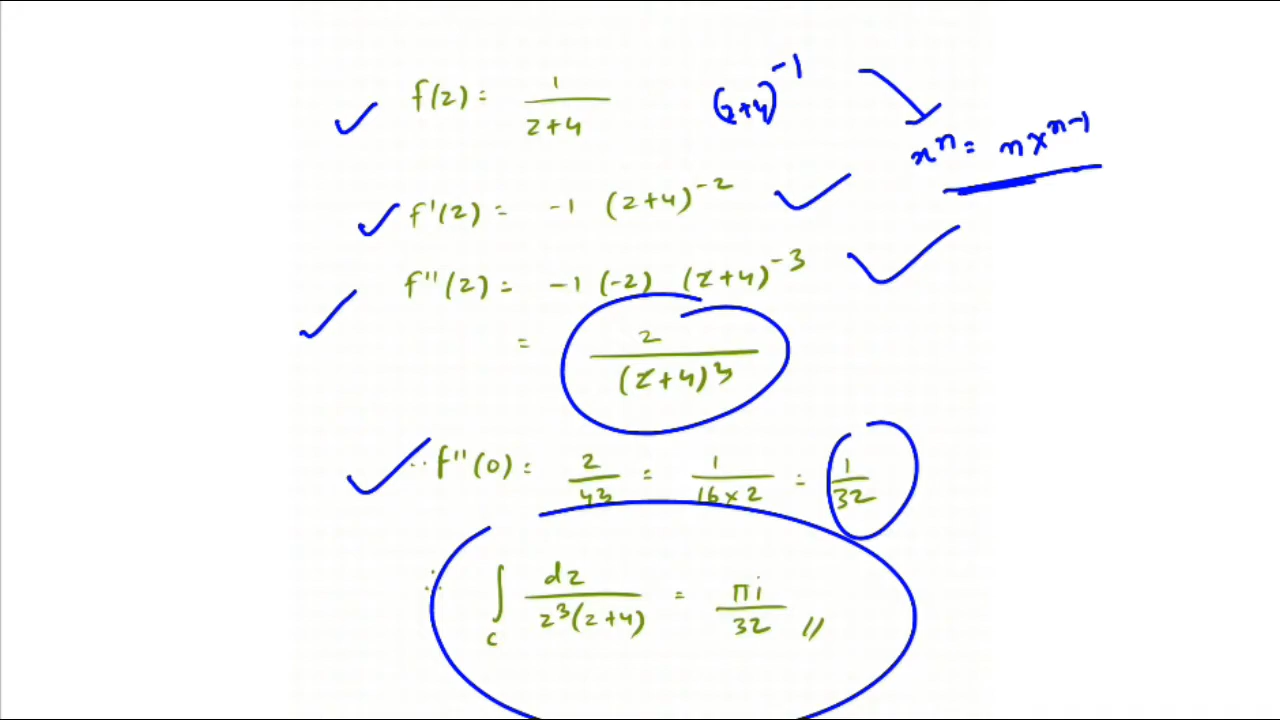 f(z) = 1/(z+4) (z+4)^-1
x^n = nx^n-1
f'(z) = -1 (z+4)^-2
f''(z) = -1 (-2) (z+4)^-3
= 2/(z+4)^3
∴ f''(0) = 2/4^3 = 1/(16×2) = 1/32
∴ ∫_C dz/(z^3(z+4)) = πi/32 //